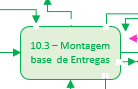 10.3 – Montagem
base de Entregas